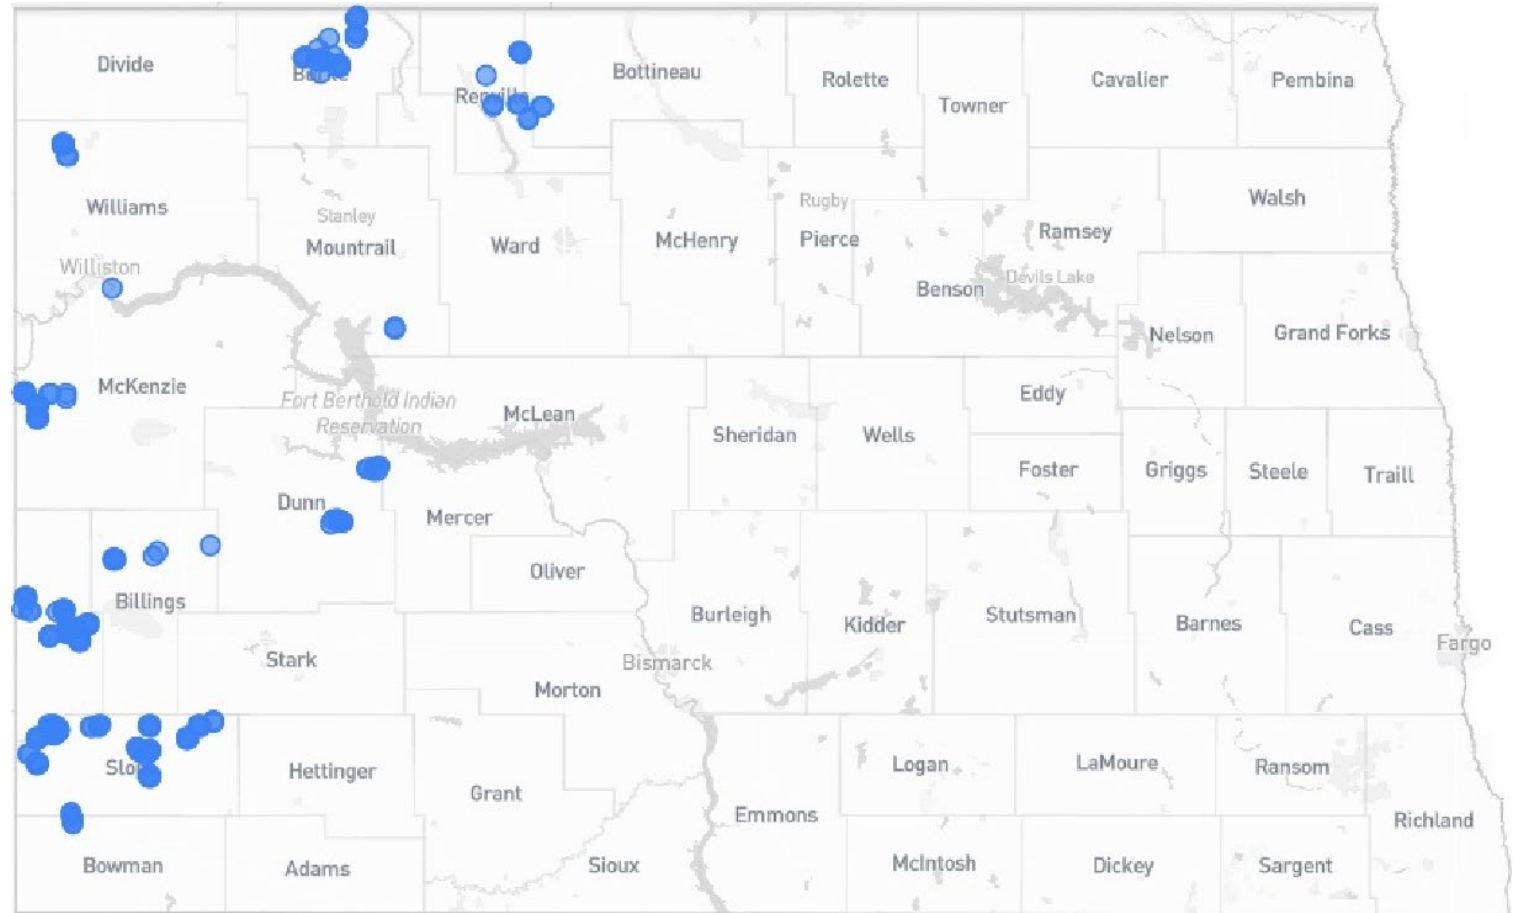 Divide
Bottineau
Rolette
Cavalier
Pembina
Towner
Williams
Stanley
Mountrail
Ward
McHenry
Rugby
Pierce
Ramsey
Walsh
Williston
Benson
Devils Lake
Nelson
Grand Forks
McKenzie
Fort Berthold Indian
Reservation
McLean
Sheridan
Wells
Eddy
Foster
Griggs
Steele
Traill
Dunn
Mercer
Oliver
Billings
Burleigh
Kidder
Stutsman
Barnes
Cass
Fargo
Stark
Bismarck
Morton
Hettinger
Grant
Logan
LaMoure
Ransom
Emmons
Richland
Bowman
Adams
Sioux
McIntosh
Dickey
Sargent